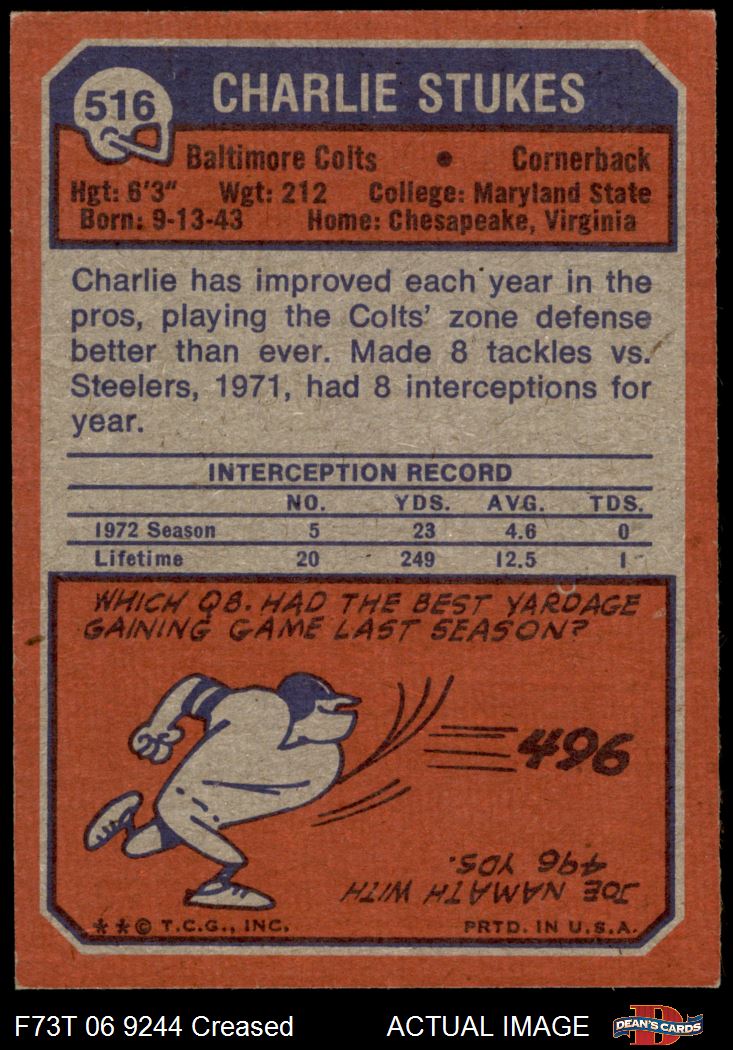 516
CHARLIE STUKES
Baltimore Colts • Cornerback
Hgt: 6'3" Wgt: 212 College: Maryland State
Born: 9-13-43 Home: Chesapeake, Virginia
Charlie has improved each year in the
pros, playing the Colts' zone defense
better than ever. Made 8 tackles vs.
Steelers, 1971, had 8 interceptions for
year.
INTERCEPTION RECORD
NO. YDS. AVG. TDS.
1972 Season 5 23 4.6 0
Lifetime 20 249 12.5 1
WHICH QB. HAD THE BEST YARDAGE
GAINING GAME LAST SEASON?
496
JOE NAMATH WITH
496 YDS.
**© T.C.G., INC. PRTD. IN U.S.A.
F73T 06 9244 Creased ACTUAL IMAGE
D
DEAN'S CARDS